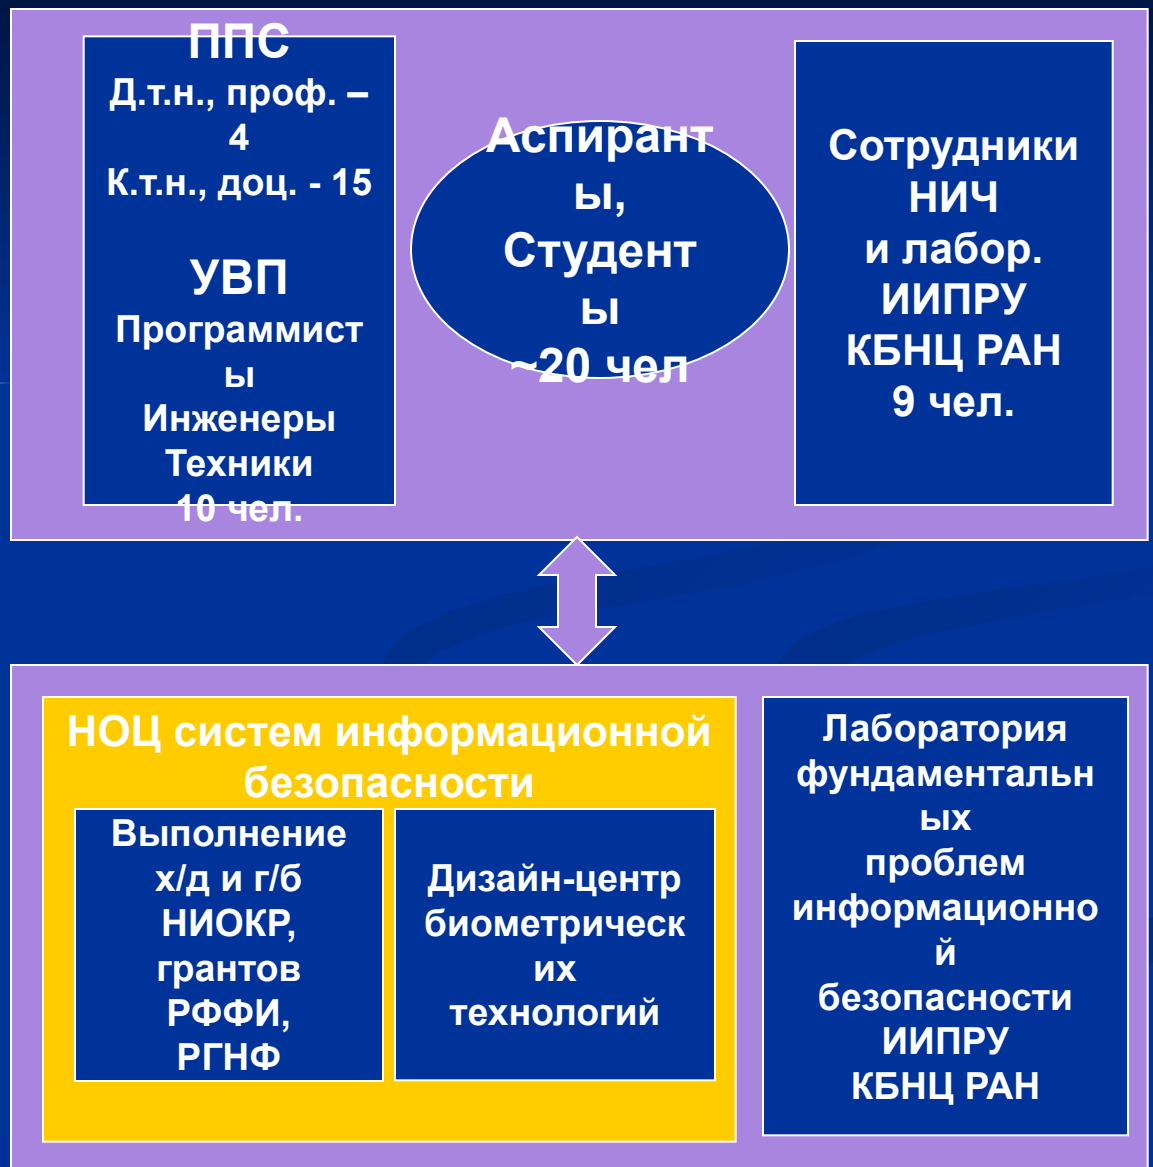 ППС
Д.т.н., проф. –
4
К.т.н., доц. - 15
УВП
Программист
ы
Инженеры
Техники
10 чел.
Аспирант
ы,
Студент
ы
~20 чел
Сотрудники
НИЧ
и лабор.
ИИПРУ
КБНЦ РАН
9 чел.
НОЦ систем информационной
безопасности
Выполнение
х/д и г/б
НИОКР,
грантов
РФФИ,
РГНФ
Дизайн-центр
биометрическ
их
технологий
Лаборатория
фундаментальн
ых
проблем
информационно
й
безопасности
ИИПРУ
КБНЦ РАН